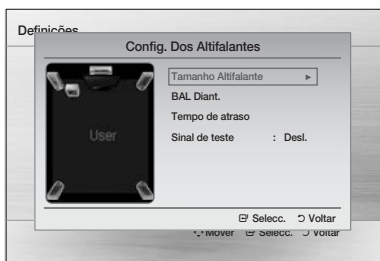 Definições
Config. Dos Altifalantes
Tamanho Altifalante ►
BAL Diant.
Tempo de atraso
Sinal de teste : Desl.
User
Selecc. Voltar
Mover Selecc. Voltar